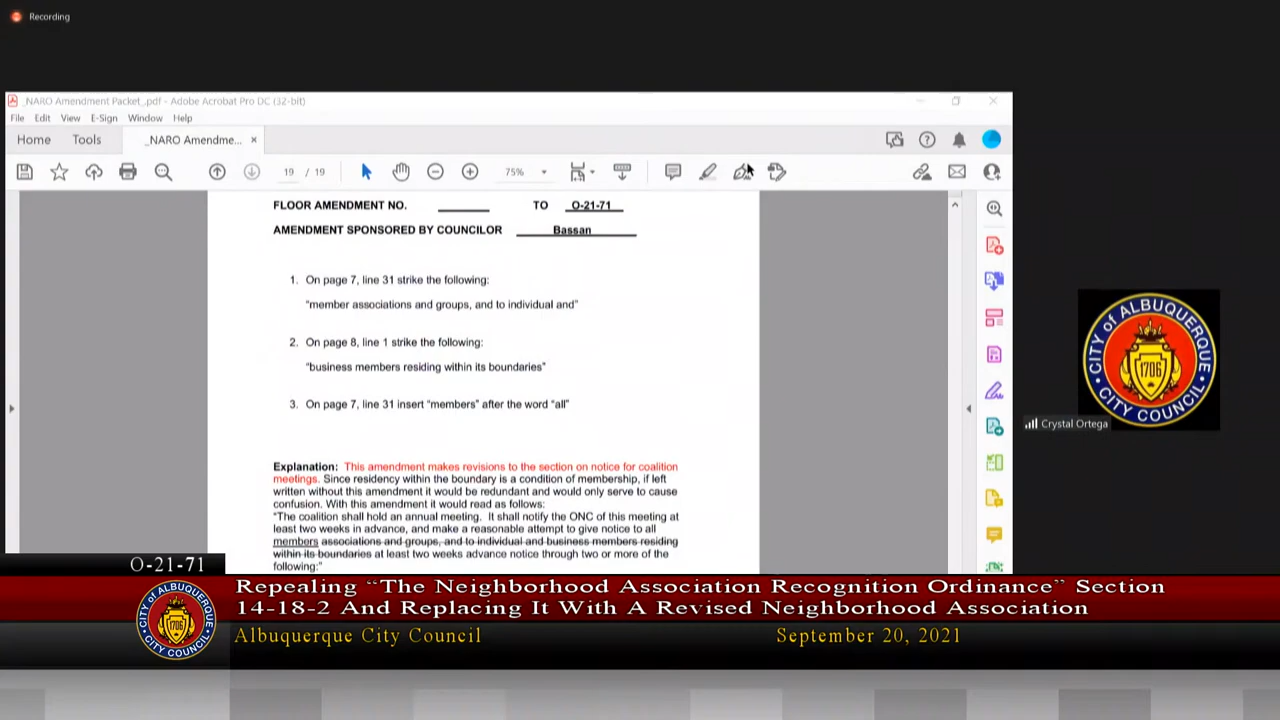 Recording
_NARO Amendment Packet_.pdf - Adobe Acrobat Pro DC (32-bit)
File Edit View E-Sign Window Help
Home Tools _NARO Amendme... ×
19 / 19 75%
FLOOR AMENDMENT NO. ________ TO O-21-71
AMENDMENT SPONSORED BY COUNCILOR Bassan
1. On page 7, line 31 strike the following:
"member associations and groups, and to individual and"
2. On page 8, line 1 strike the following:
"business members residing within its boundaries"
3. On page 7, line 31 insert "members" after the word "all"
Explanation: This amendment makes revisions to the section on notice for coalition
meetings. Since residency within the boundary is a condition of membership, if left
written without this amendment it would be redundant and would only serve to cause
confusion. With this amendment it would read as follows:
"The coalition shall hold an annual meeting. It shall notify the ONC of this meeting at
least two weeks in advance, and make a reasonable attempt to give notice to all
members associations and groups, and to individual and business members residing
within its boundaries at least two weeks advance notice through two or more of the
following:"
CITY of ALBUQUERQUE
1706
CITY COUNCIL
Crystal Ortega
O-21-71
CITY of ALBUQUERQUE
1706
CITY COUNCIL
Repealing "The Neighborhood Association Recognition Ordinance" Section
14-18-2 And Replacing It With A Revised Neighborhood Association
Albuquerque City Council September 20, 2021